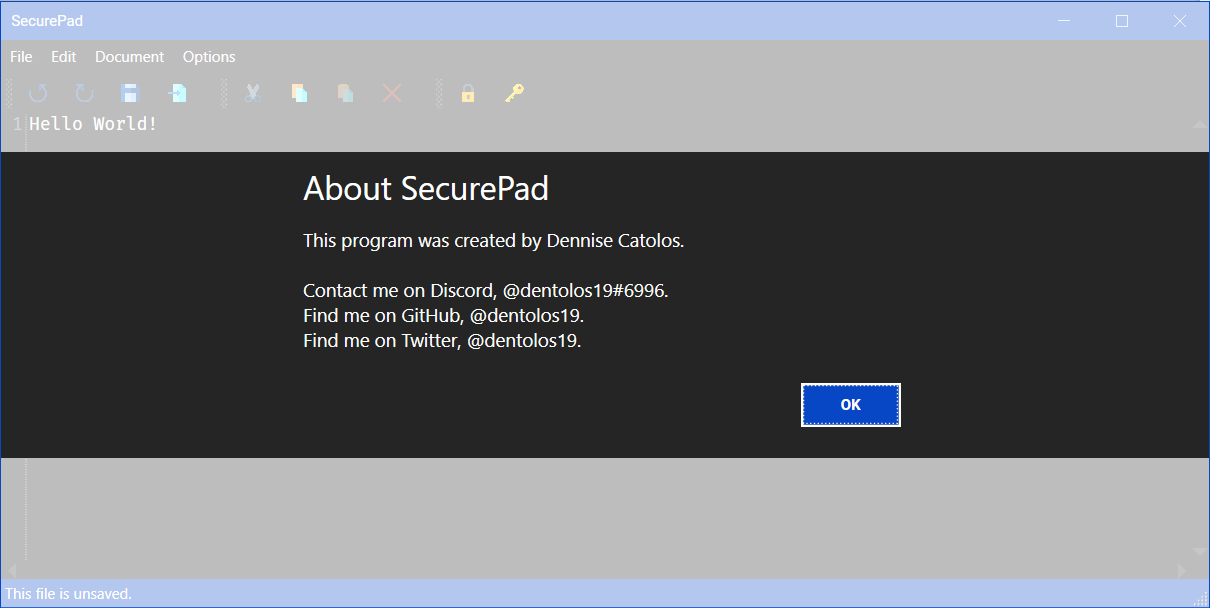 SecurePad
File Edit Document Options
1 Hello World!
About SecurePad
This program was created by Dennise Catolos.
Contact me on Discord, @dentolos19#6996.
Find me on GitHub, @dentolos19.
Find me on Twitter, @dentolos19.
OK
This file is unsaved.